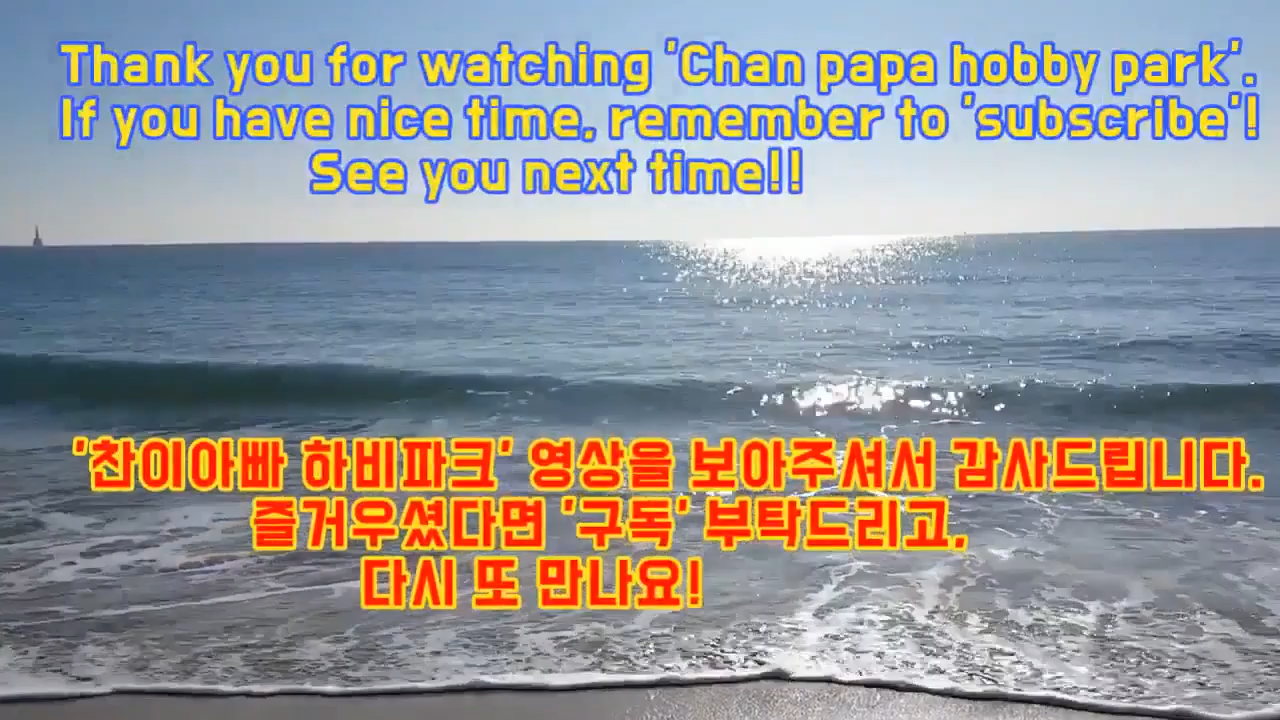 Thank you for watching 'Chan papa hobby park'.
If you have nice time, remember to 'subscribe'!
See you next time!!
'찬이아빠 하비파크' 영상을 보아주셔서 감사드립니다.
즐거우셨다면 '구독' 부탁드리고,
다시 또 만나요!